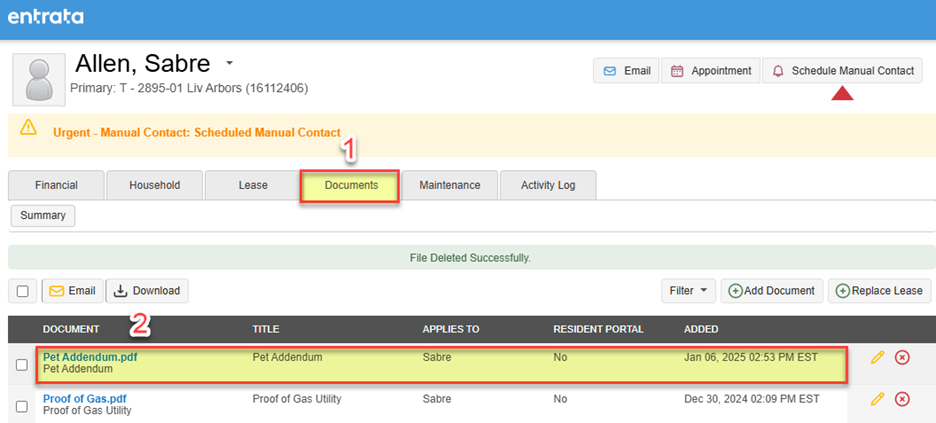 entrata
Allen, Sabre
Primary: T - 2895-01 Liv Arbors (16112406)
Email Appointment Schedule Manual Contact
Urgent - Manual Contact: Scheduled Manual Contact
1
Financial Household Lease Documents Maintenance Activity Log
Summary
File Deleted Successfully.
Email Download Filter Add Document Replace Lease
2
DOCUMENT TITLE APPLIES TO RESIDENT PORTAL ADDED
Pet Addendum.pdf Pet Addendum Sabre No Jan 06, 2025 02:53 PM EST
Pet Addendum
Proof of Gas.pdf Proof of Gas Utility Sabre No Dec 30, 2024 02:09 PM EST
Proof of Gas Utility